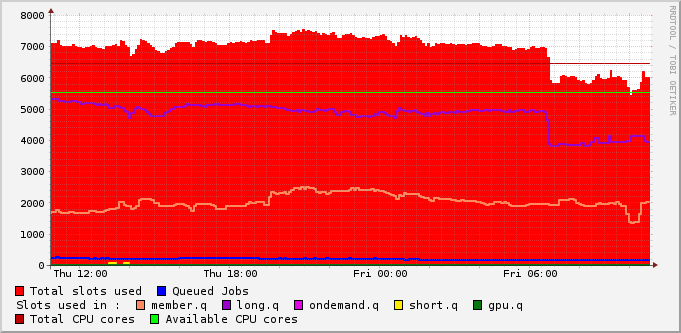 8000
7000
6000
5000
4000
3000
2000
1000
0
Thu 12:00 Thu 18:00 Fri 00:00 Fri 06:00
RRDTOOL / TOBI OETIKER
Total slots used Queued Jobs
Slots used in : member.q long.q ondemand.q short.q gpu.q
Total CPU cores Available CPU cores